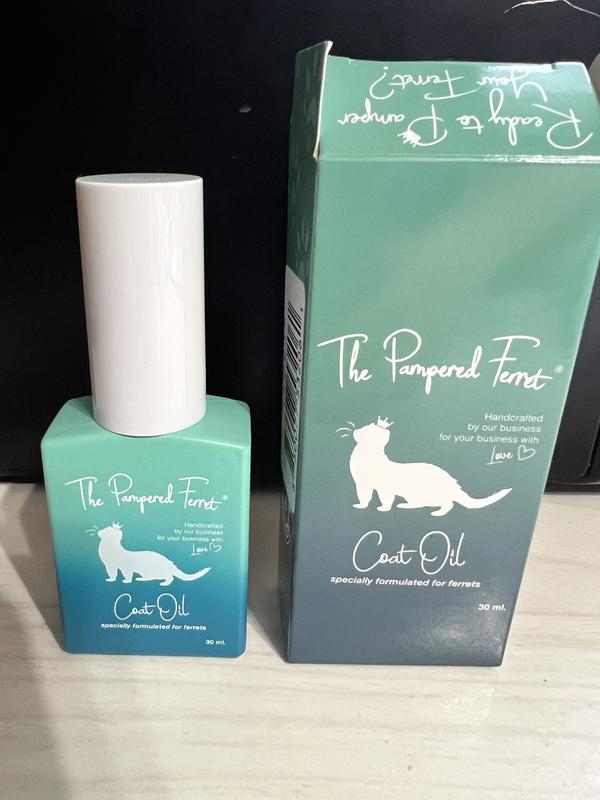 The Pampered Ferret®
Handcrafted
by our business
for your business with
Love
Coat Oil
specially formulated for ferrets
30 ml.
Ready to Pamper
Your Ferret?
The Pampered Ferret®
Handcrafted
by our business
for your business with
Love
Coat Oil
specially formulated for ferrets
30 ml.